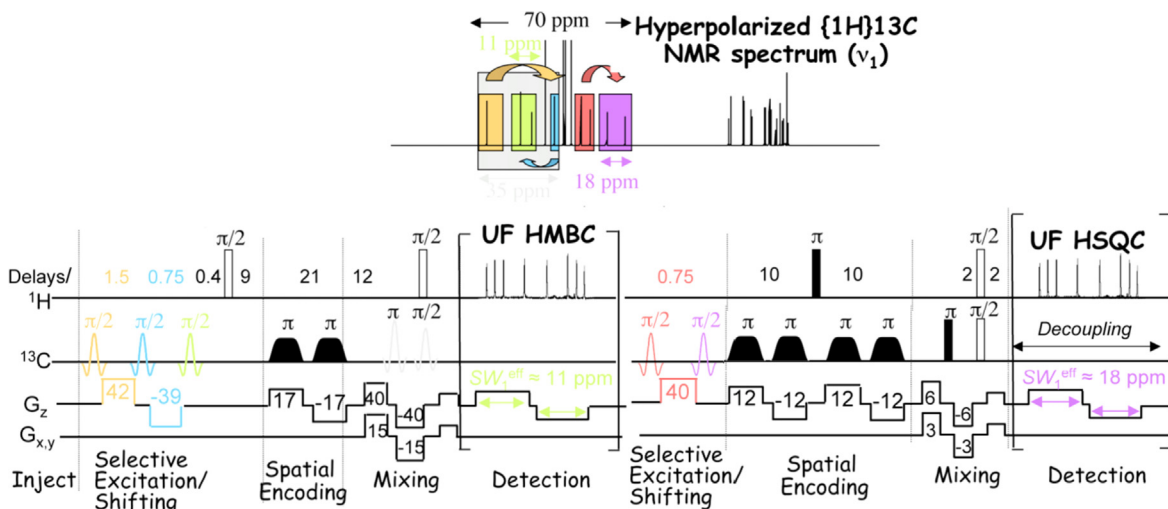 70 ppm
Hyperpolarized {1H}13C
NMR spectrum (ν1)
11 ppm
35 ppm
18 ppm
UF HMBC
UF HSQC
π/2 π/2 π π/2
Delays/ 1.5 0.75 0.4 9 21 12 0.75 10 10 2 2
1H
π/2 π/2 π/2 π π π π/2 π/2 π/2 π π π π π π/2
Decoupling
13C
SW1eff ≈ 11 ppm SW1eff ≈ 18 ppm
Gz 42 -39 17 -17 40 -40 40 12 -12 12 -12 6 -6
Gx,y 15 -15 3 -3
Inject Selective Excitation/ Shifting Spatial Encoding Mixing Detection Selective Excitation/ Shifting Spatial Encoding Mixing Detection